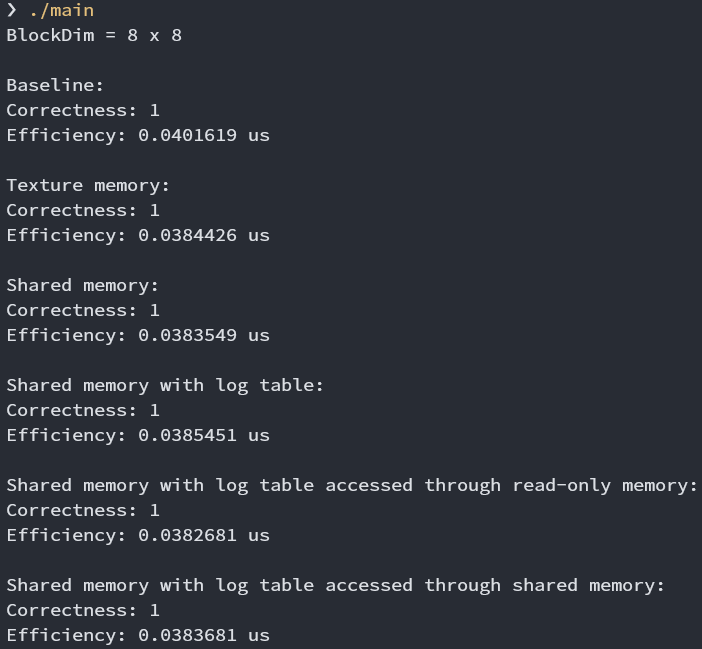 ❯ ./main
BlockDim = 8 x 8
Baseline:
Correctness: 1
Efficiency: 0.0401619 us
Texture memory:
Correctness: 1
Efficiency: 0.0384426 us
Shared memory:
Correctness: 1
Efficiency: 0.0383549 us
Shared memory with log table:
Correctness: 1
Efficiency: 0.0385451 us
Shared memory with log table accessed through read-only memory:
Correctness: 1
Efficiency: 0.0382681 us
Shared memory with log table accessed through shared memory:
Correctness: 1
Efficiency: 0.0383681 us